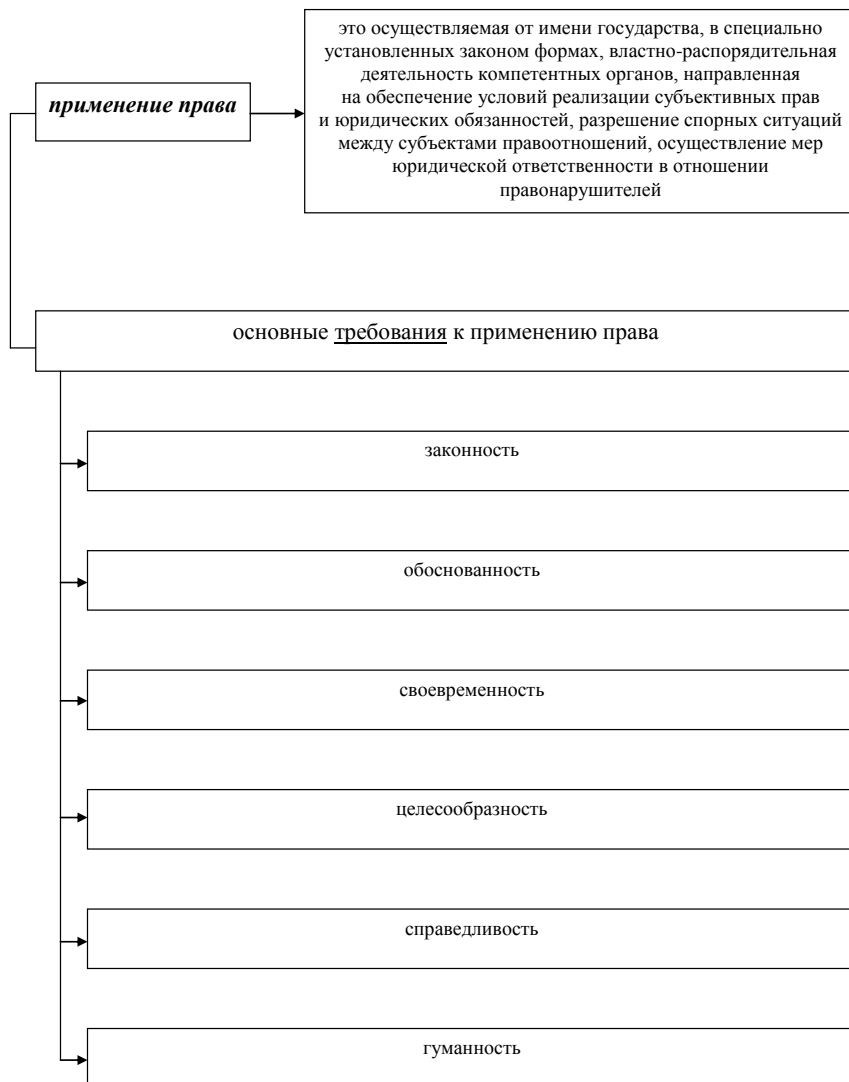 это осуществляемая от имени государства, в специально
установленных законом формах, властно-распорядительная
деятельность компетентных органов, направленная
на обеспечение условий реализации субъективных прав
и юридических обязанностей, разрешение спорных ситуаций
между субъектами правоотношений, осуществление мер
юридической ответственности в отношении
правонарушителей
применение права
основные требования к применению права
законность
обоснованность
своевременность
целесообразность
справедливость
гуманность